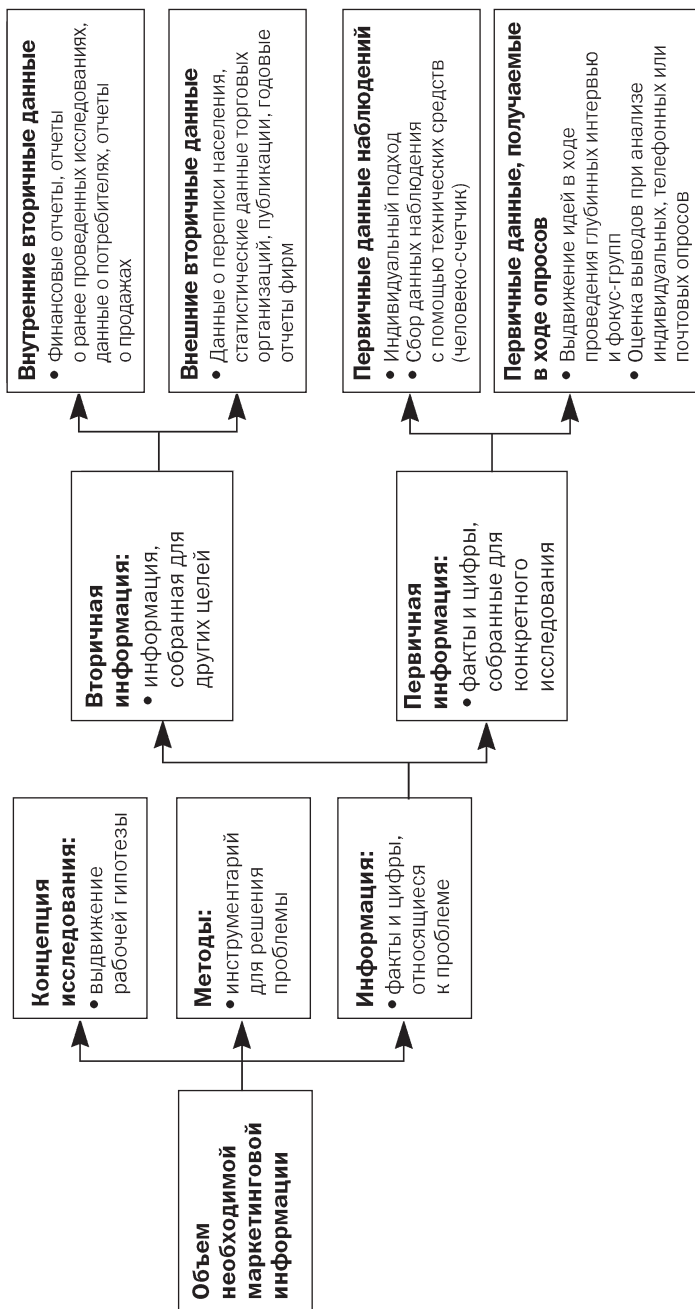 Объем
необходимой
маркетинговой
информации
Концепция
исследования:
• выдвижение
рабочей гипотезы
Методы:
• инструментарий
для решения
проблемы
Информация:
• факты и цифры,
относящиеся
к проблеме
Вторичная
информация:
• информация,
собранная для
других целей
Первичная
информация:
• факты и цифры,
собранные для
конкретного
исследования
Внутренние вторичные данные
• Финансовые отчеты, отчеты
о ранее проведенных исследованиях,
данные о потребителях, отчеты
о продажах
Внешние вторичные данные
• Данные о переписи населения,
статистические данные торговых
организаций, публикации, годовые
отчеты фирм
Первичные данные наблюдений
• Индивидуальный подход
• Сбор данных наблюдения
с помощью технических средств
(человеко-счетчик)
Первичные данные, получаемые
в ходе опросов
• Выдвижение идей в ходе
проведения глубинных интервью
и фокус-групп
• Оценка выводов при анализе
индивидуальных, телефонных или
почтовых опросов